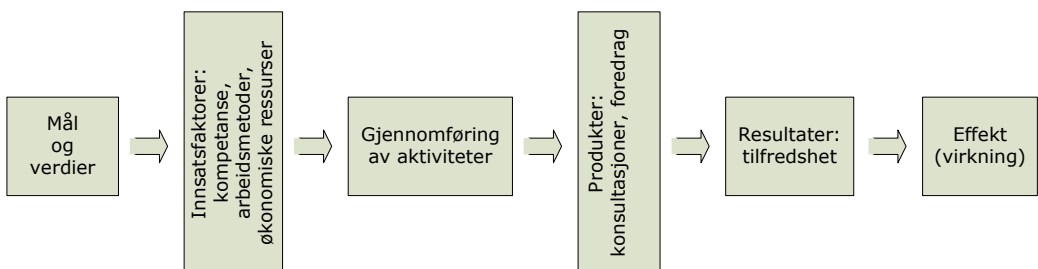 Mål
og
verdier
Innsatsfaktorer:
kompetanse,
arbeidsmetoder,
økonomiske ressurser
Gjennomføring
av aktiviteter
Produkter:
konsultasjoner, foredrag
Resultater:
tilfredshet
Effekt
(virkning)